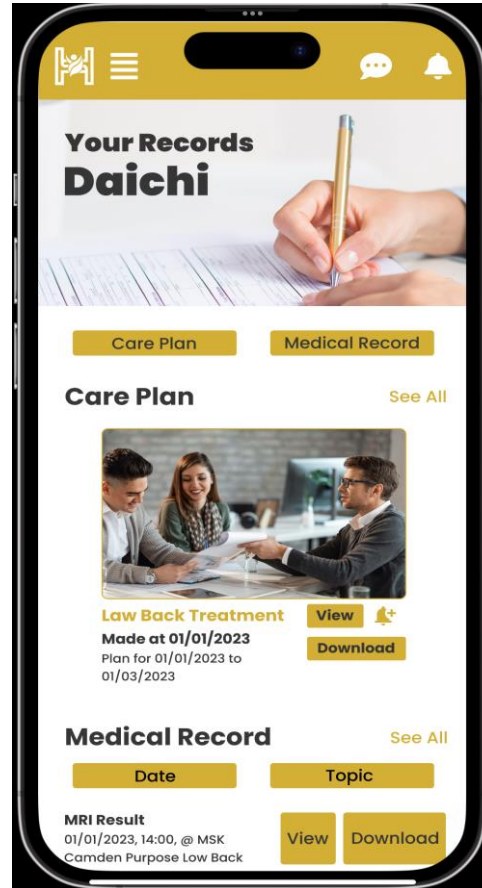 Your Records
Daichi
Care Plan
Medical Record
Care Plan
See All
Law Back Treatment
View
Made at 01/01/2023
Download
Plan for 01/01/2023 to
01/03/2023
Medical Record
See All
Date
Topic
MRI Result
01/01/2023, 14:00, @ MSK
Camden Purpose Low Back
View
Download